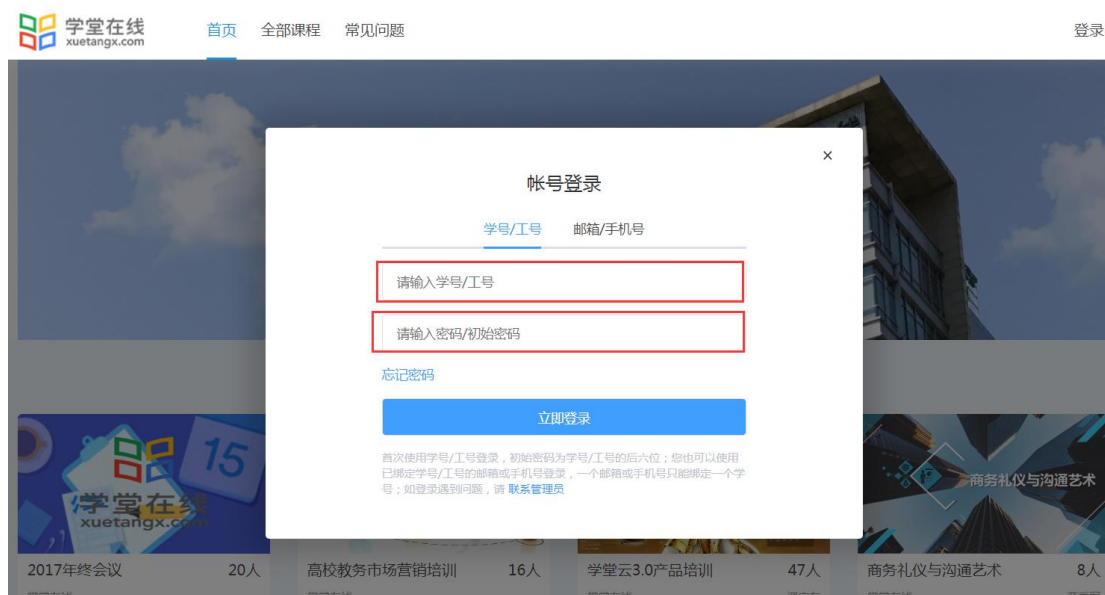 学堂在线
xuetangx.com
首页 全部课程 常见问题 登录
×
帐号登录
学号/工号 邮箱/手机号
请输入学号/工号
请输入密码/初始密码
忘记密码
立即登录
首次使用学号/工号登录，初始密码为学号/工号的后六位；您也可以使用
已绑定学号/工号的邮箱或手机号登录，一个邮箱或手机号只能绑定一个学
号；如登录遇到问题，请 联系管理员
15
学堂在线
xuetangx.com
商务礼仪与沟通艺术
2017年终会议 20人
高校教务市场营销培训 16人
学堂云3.0产品培训 47人
商务礼仪与沟通艺术 8人